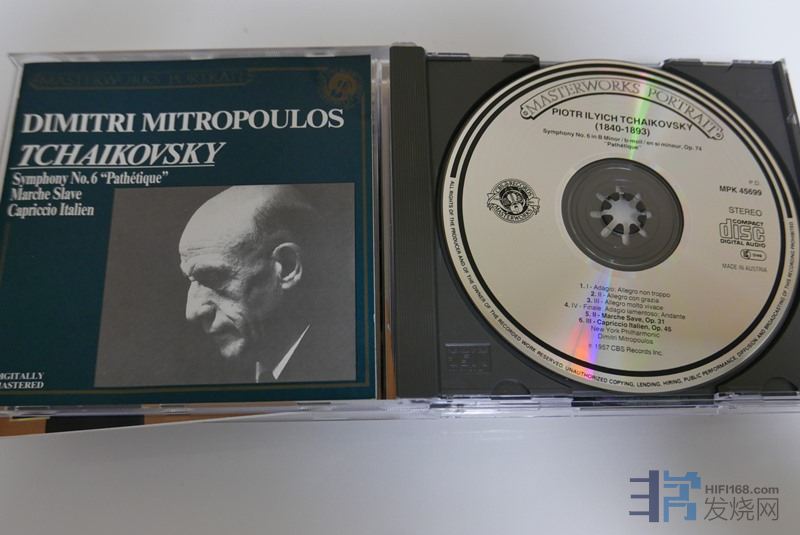 MASTERWORKS PORTRAIT
DIMITRI MITROPOULOS
TCHAIKOVSKY
Symphony No. 6 “Pathétique”
Marche Slave
Capriccio Italien
DIGITALLY
MASTERED
MASTERWORKS PORTRAIT
PIOTR ILYICH TCHAIKOVSKY
(1840-1893)
Symphony No. 6 in B Minor / h-moll / en si mineur, Op. 74
"Pathétique"
CBS RECORDS
MASTERWORKS
P.D.
MPK 45699
STEREO
COMPACT
disc
DIGITAL AUDIO
MADE IN AUSTRIA
1. I - Adagio; Allegro non troppo
2. II - Allegro con grazia
3. III - Allegro molto vivace
4. IV - Finale: Adagio lamentoso; Andante
5. II - Marche Save, Op. 31
6. III - Capriccio Italien, Op. 45
New York Philharmonic
Dimitri Mitropoulos
℗ 1957 CBS Records Inc.
ALL RIGHTS OF THE PRODUCER AND OF THE OWNER OF THE RECORDED WORK RESERVED. UNAUTHORIZED COPYING, LENDING, HIRING, PUBLIC PERFORMANCE, DIFFUSION AND BROADCASTING OF THIS RECORDING PROHIBITED
HIFI168.com
发烧网